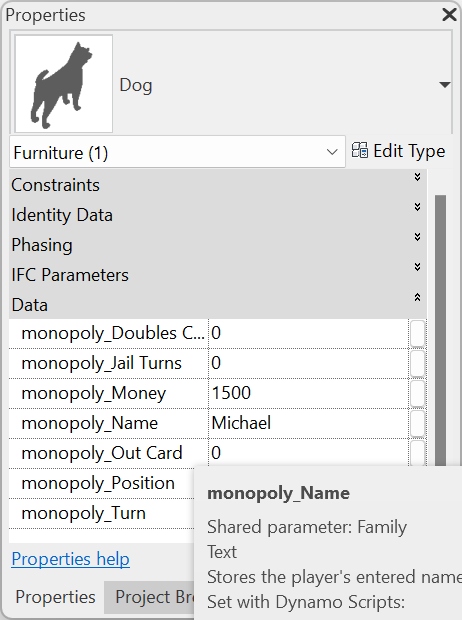 Properties
Dog
Furniture (1)
Edit Type
Constraints
Identity Data
Phasing
IFC Parameters
Data
monopoly_Doubles C... 0
monopoly_Jail Turns 0
monopoly_Money 1500
monopoly_Name Michael
monopoly_Out Card 0
monopoly_Position
monopoly_Turn
monopoly_Name
Shared parameter: Family
Text
Stores the player's entered name
Set with Dynamo Scripts:
Properties help
Properties Project Bro